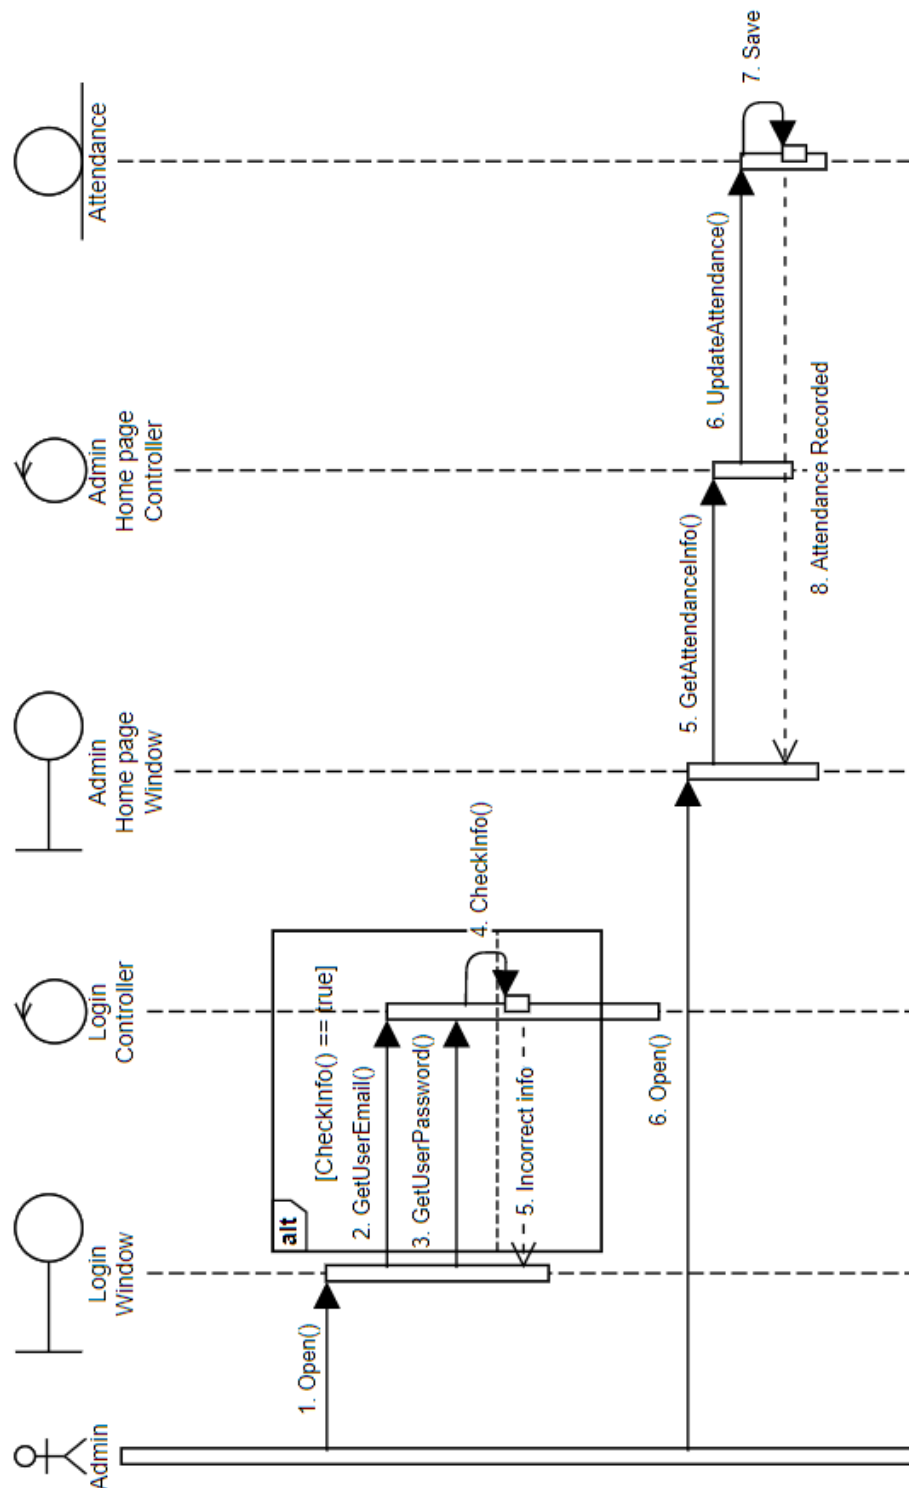 Admin
Login
Window
Login
Controller
Admin
Home page
Window
Admin
Home page
Controller
Attendance
1. Open()
alt
[CheckInfo() == true]
2. GetUserEmail()
3. GetUserPassword()
4. CheckInfo()
5. Incorrect info
6. Open()
5. GetAttendanceInfo()
6. UpdateAttendance()
7. Save
8. Attendance Recorded